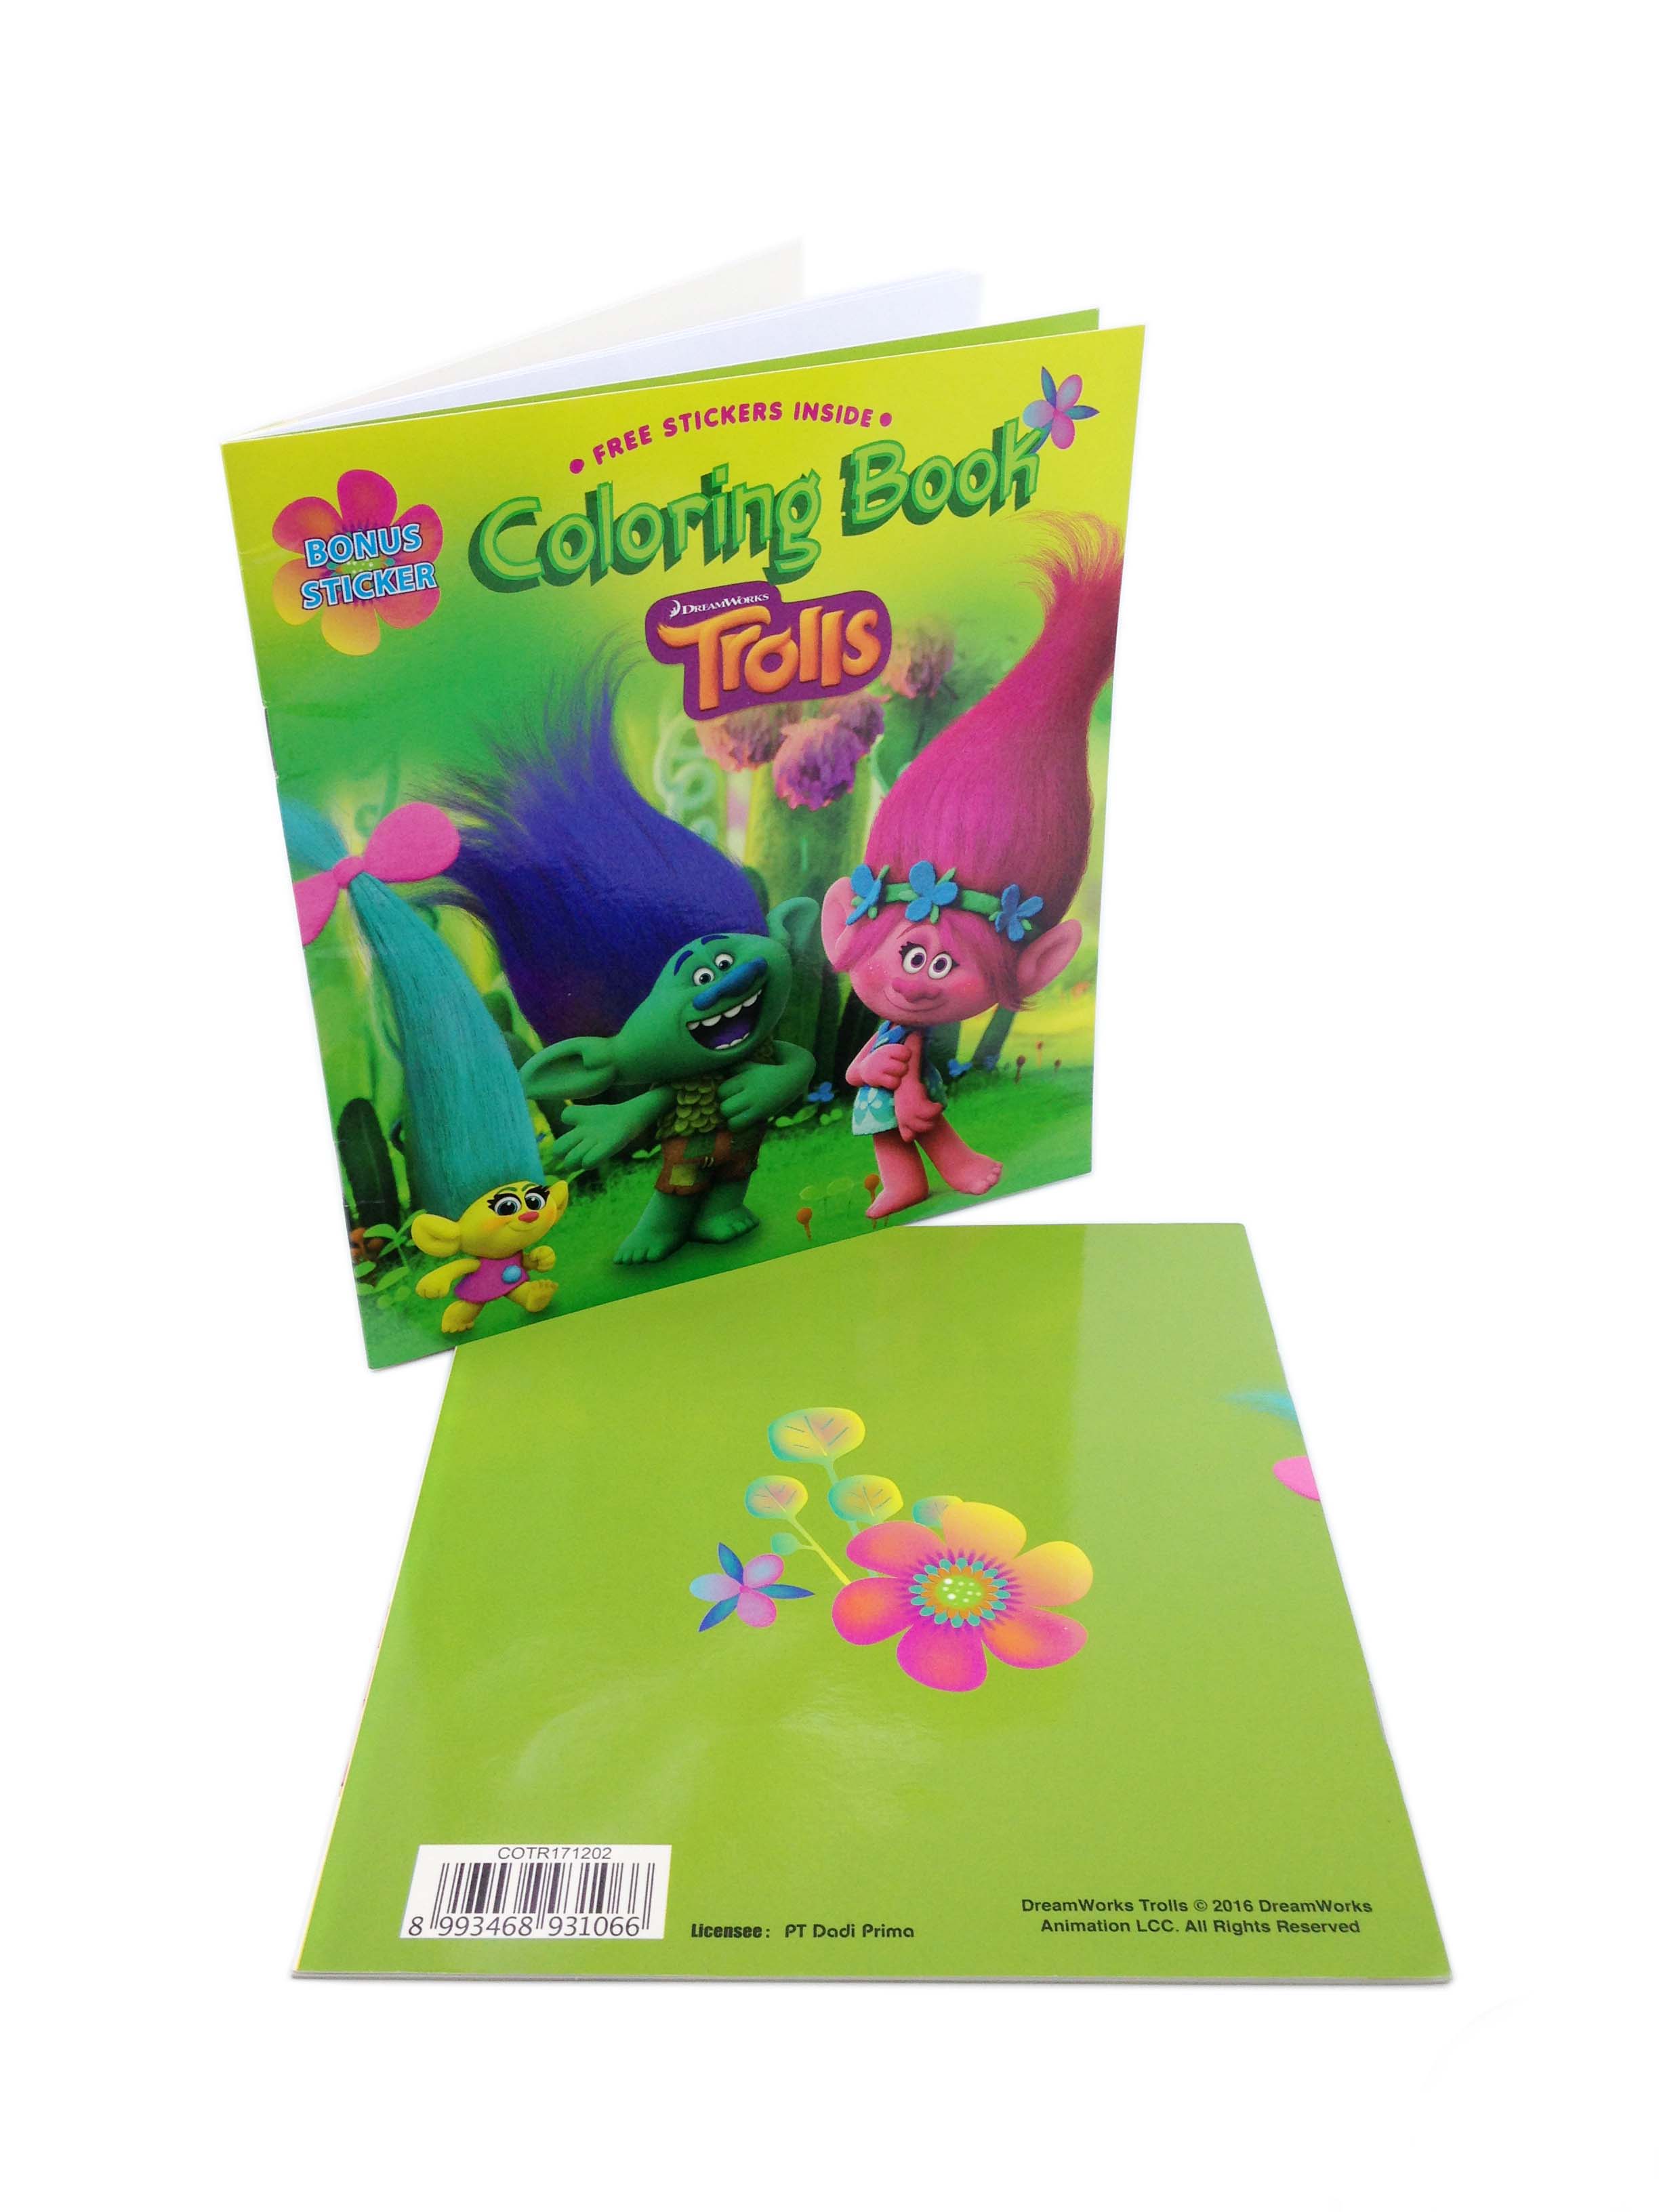 • FREE STICKERS INSIDE •
Coloring Book
BONUS
STICKER
DREAMWORKS
Trolls
COTR171202
8 993468 931066
Licensee : PT Dadi Prima
DreamWorks Trolls © 2016 DreamWorks
Animation LCC. All Rights Reserved